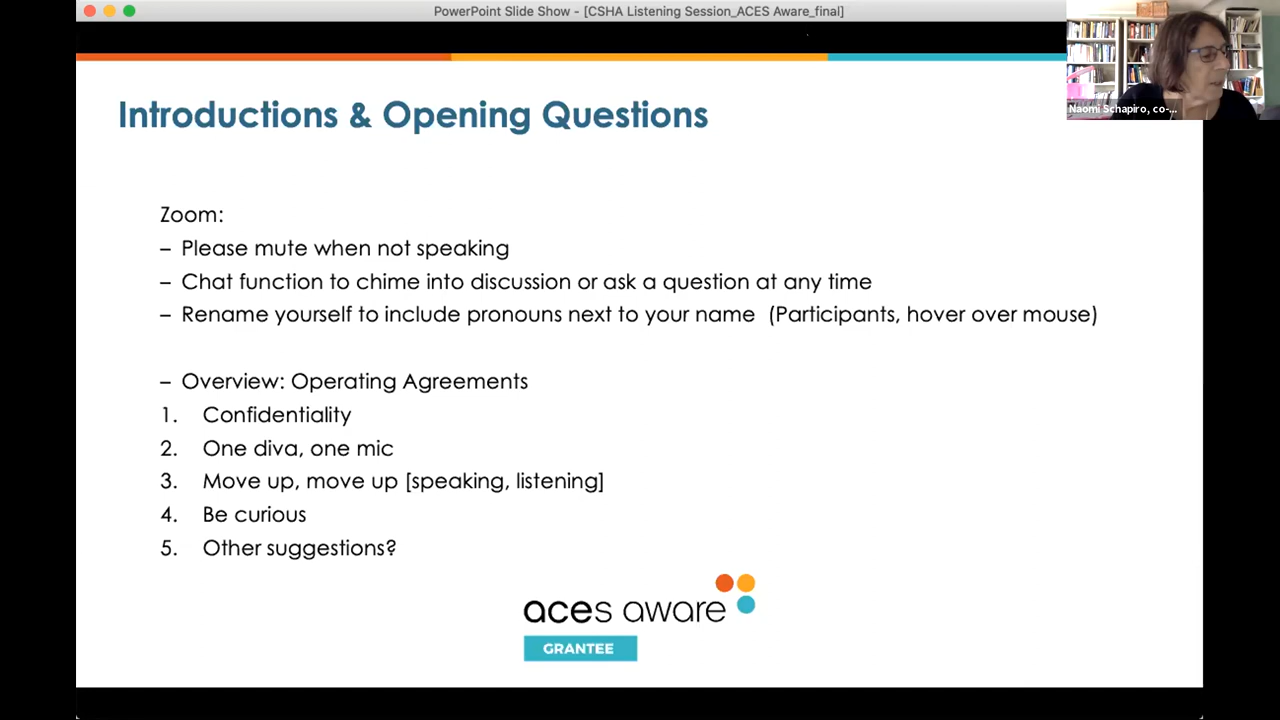 PowerPoint Slide Show - [CSHA Listening Session_ACES Aware_final]
Naomi Schapiro, co-...
Introductions & Opening Questions
Zoom:
– Please mute when not speaking
– Chat function to chime into discussion or ask a question at any time
– Rename yourself to include pronouns next to your name (Participants, hover over mouse)
– Overview: Operating Agreements
1. Confidentiality
2. One diva, one mic
3. Move up, move up [speaking, listening]
4. Be curious
5. Other suggestions?
aces aware
GRANTEE